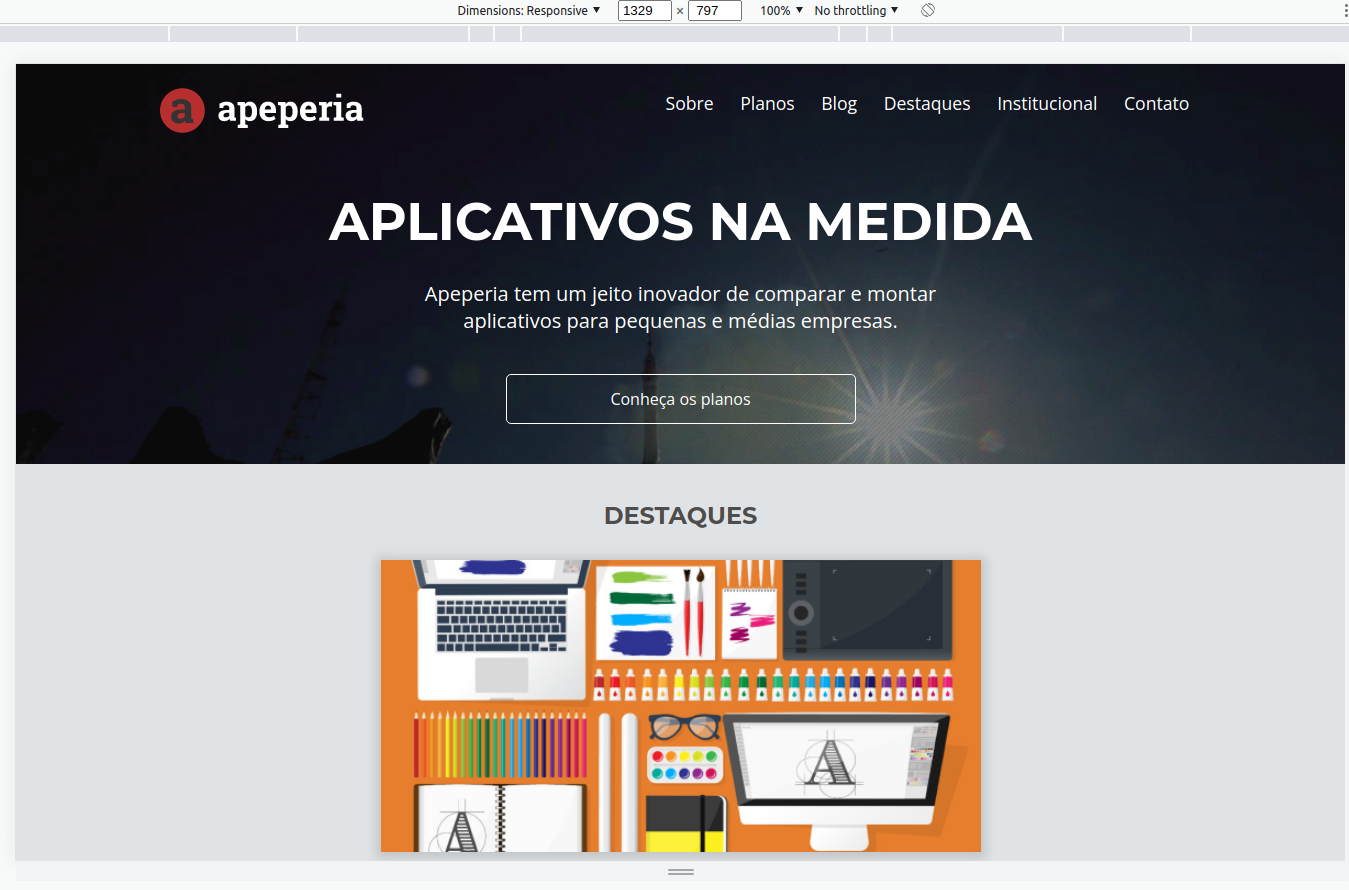 Dimensions: Responsive ▼ 1329 × 797 100% ▼ No throttling ▼
a apeperia
Sobre Planos Blog Destaques Institucional Contato
APLICATIVOS NA MEDIDA
Apeperia tem um jeito inovador de comparar e montar
aplicativos para pequenas e médias empresas.
Conheça os planos
DESTAQUES
A
A